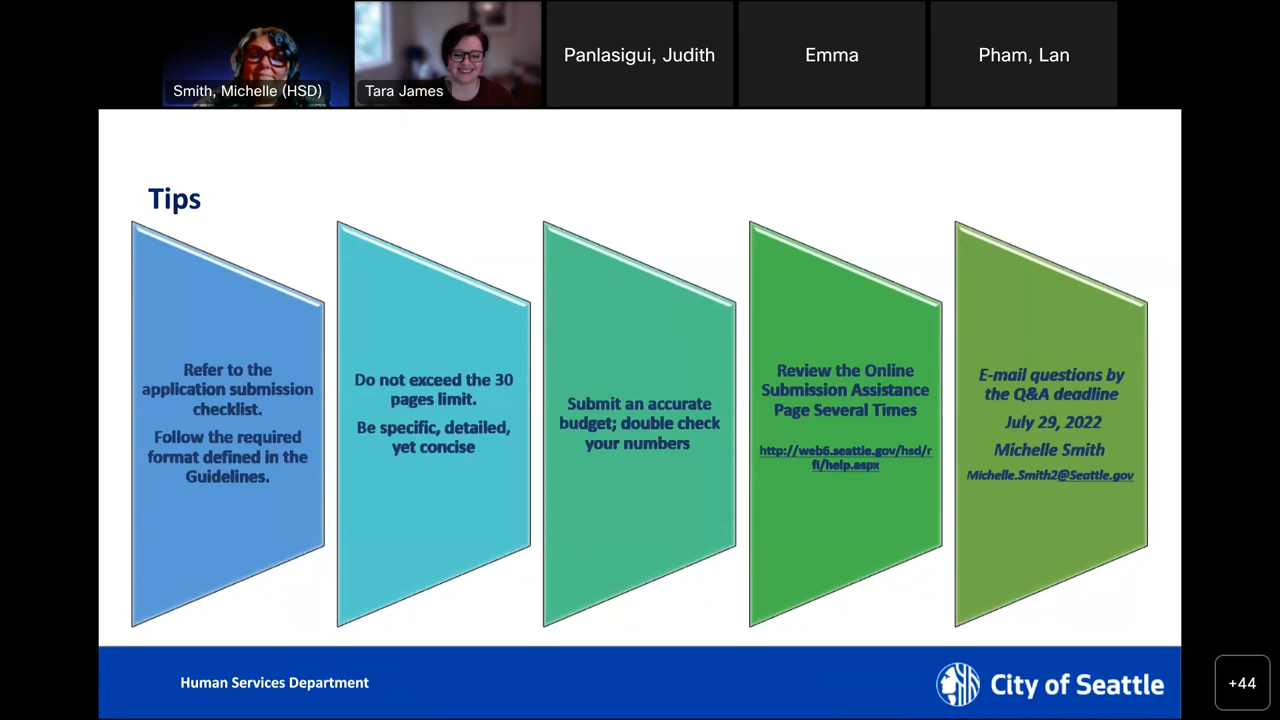 Smith, Michelle (HSD)
Tara James
Panlasigui, Judith
Emma
Pham, Lan
Tips
Refer to the
application submission
checklist.
Follow the required
format defined in the
Guidelines.
Do not exceed the 30
pages limit.
Be specific, detailed,
yet concise
Submit an accurate
budget; double check
your numbers
Review the Online
Submission Assistance
Page Several Times
http://web6.seattle.gov/hsd/r
fi/help.aspx
E-mail questions by
the Q&A deadline
July 29, 2022
Michelle Smith
Michelle.Smith2@Seattle.gov
Human Services Department
City of Seattle
+44